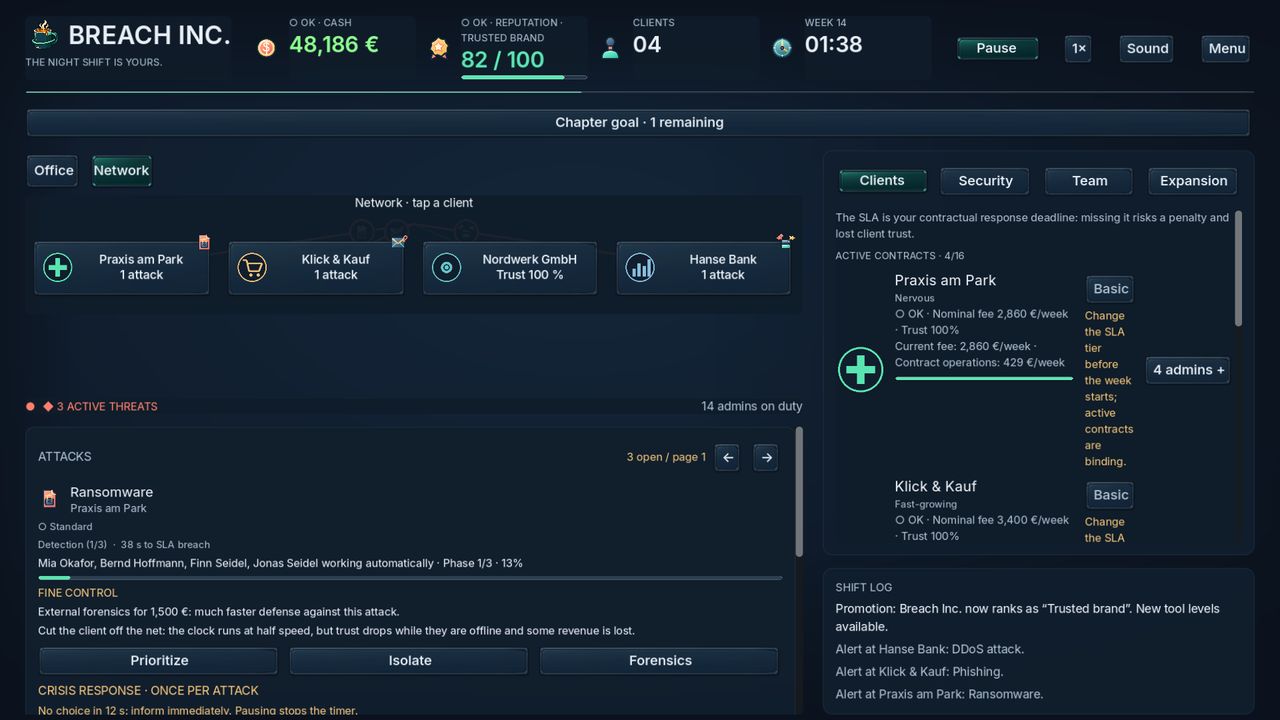 BREACH INC.
THE NIGHT SHIFT IS YOURS.
OK · CASH
48,186 €
OK · REPUTATION ·
TRUSTED BRAND
82 / 100
CLIENTS
04
WEEK 14
01:38
Pause
1×
Sound
Menu
Chapter goal · 1 remaining
Office
Network
Network · tap a client
Praxis am Park
1 attack
Klick & Kauf
1 attack
Nordwerk GmbH
Trust 100 %
Hanse Bank
1 attack
3 ACTIVE THREATS
14 admins on duty
ATTACKS
3 open / page 1
Ransomware
Praxis am Park
Standard
Detection (1/3) · 38 s to SLA breach
Mia Okafor, Bernd Hoffmann, Finn Seidel, Jonas Seidel working automatically · Phase 1/3 · 13%
FINE CONTROL
External forensics for 1,500 €: much faster defense against this attack.
Cut the client off the net: the clock runs at half speed, but trust drops while they are offline and some revenue is lost.
Prioritize
Isolate
Forensics
CRISIS RESPONSE · ONCE PER ATTACK
No choice in 12 s: inform immediately. Pausing stops the timer.
Clients
Security
Team
Expansion
The SLA is your contractual response deadline: missing it risks a penalty and
lost client trust.
ACTIVE CONTRACTS · 4/16
Praxis am Park
Nervous
OK · Nominal fee 2,860 €/week
· Trust 100%
Current fee: 2,860 €/week ·
Contract operations: 429 €/week
Basic
Change
the SLA
tier
before
the week
starts;
active
contracts
are
binding.
4 admins +
Klick & Kauf
Fast-growing
OK · Nominal fee 3,400 €/week
· Trust 100%
Basic
Change
the SLA
SHIFT LOG
Promotion: Breach Inc. now ranks as “Trusted brand”. New tool levels
available.
Alert at Hanse Bank: DDoS attack.
Alert at Klick & Kauf: Phishing.
Alert at Praxis am Park: Ransomware.